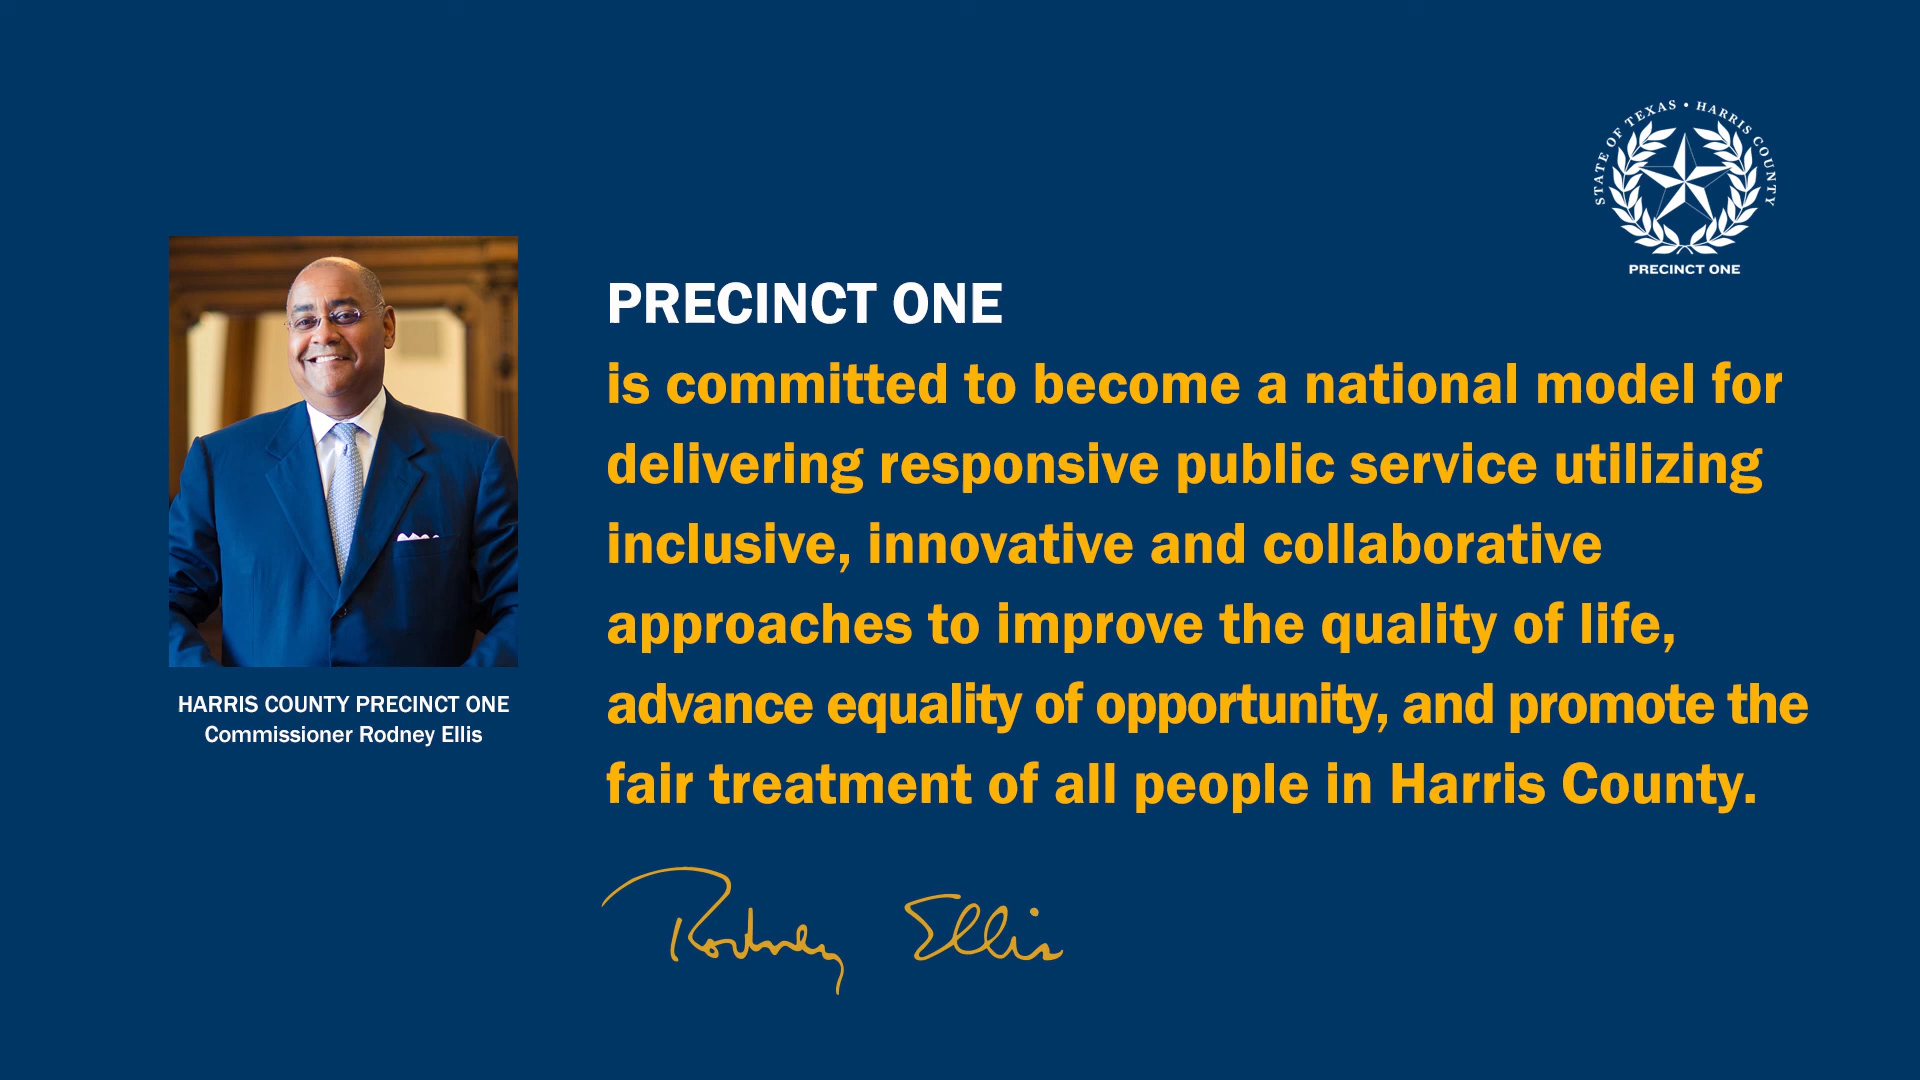 STATE OF TEXAS • HARRIS COUNTY
PRECINCT ONE
PRECINCT ONE
is committed to become a national model for
delivering responsive public service utilizing
inclusive, innovative and collaborative
approaches to improve the quality of life,
advance equality of opportunity, and promote the
fair treatment of all people in Harris County.
Rodney Ellis
HARRIS COUNTY PRECINCT ONE
Commissioner Rodney Ellis